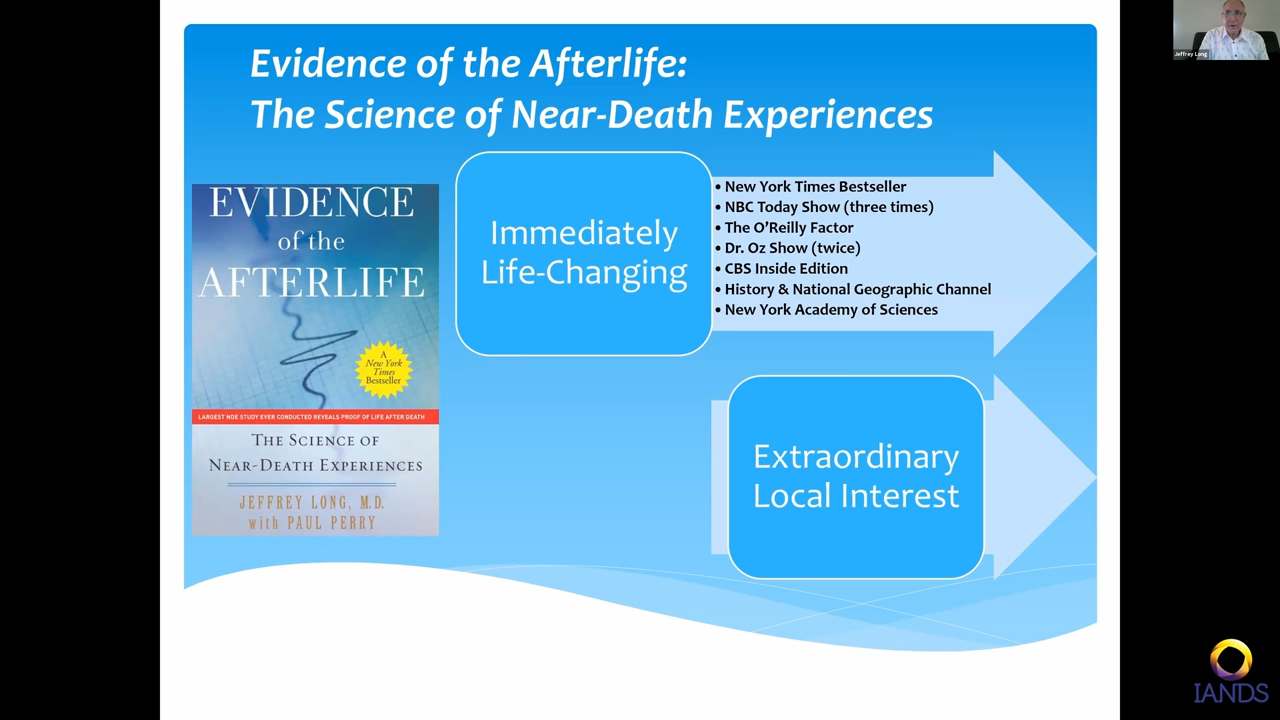 Evidence of the Afterlife:
The Science of Near-Death Experiences
EVIDENCE
of the
AFTERLIFE
A
New York
Times
Bestseller
LARGEST NDE STUDY EVER CONDUCTED REVEALS PROOF OF LIFE AFTER DEATH
THE SCIENCE OF
NEAR-DEATH EXPERIENCES
JEFFREY LONG, M.D.
with PAUL PERRY
Immediately
Life-Changing
• New York Times Bestseller
• NBC Today Show (three times)
• The O'Reilly Factor
• Dr. Oz Show (twice)
• CBS Inside Edition
• History & National Geographic Channel
• New York Academy of Sciences
Extraordinary
Local Interest
Jeffrey Long
IANDS